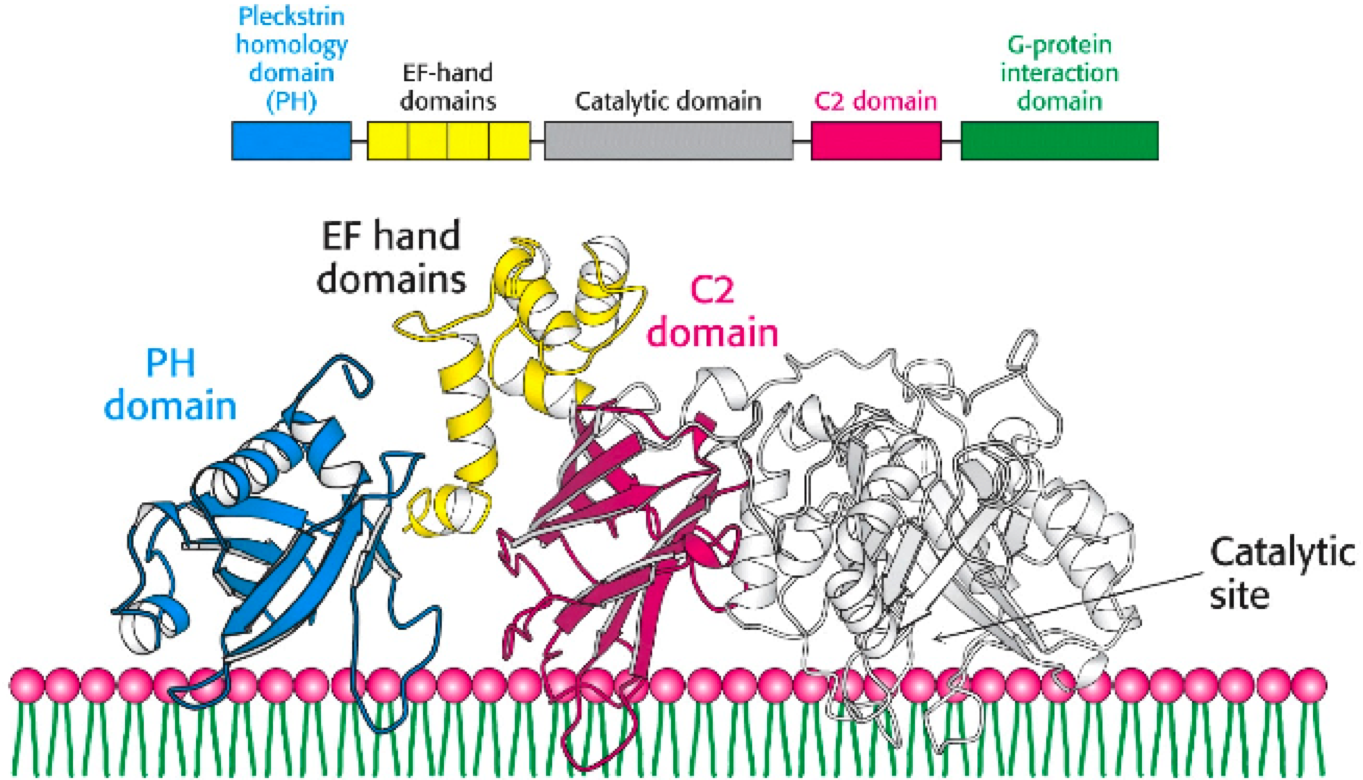 Pleckstrin
homology
domain
(PH)
EF-hand
domains
Catalytic domain
C2 domain
G-protein
interaction
domain
EF hand
domains
C2
domain
PH
domain
Catalytic
site